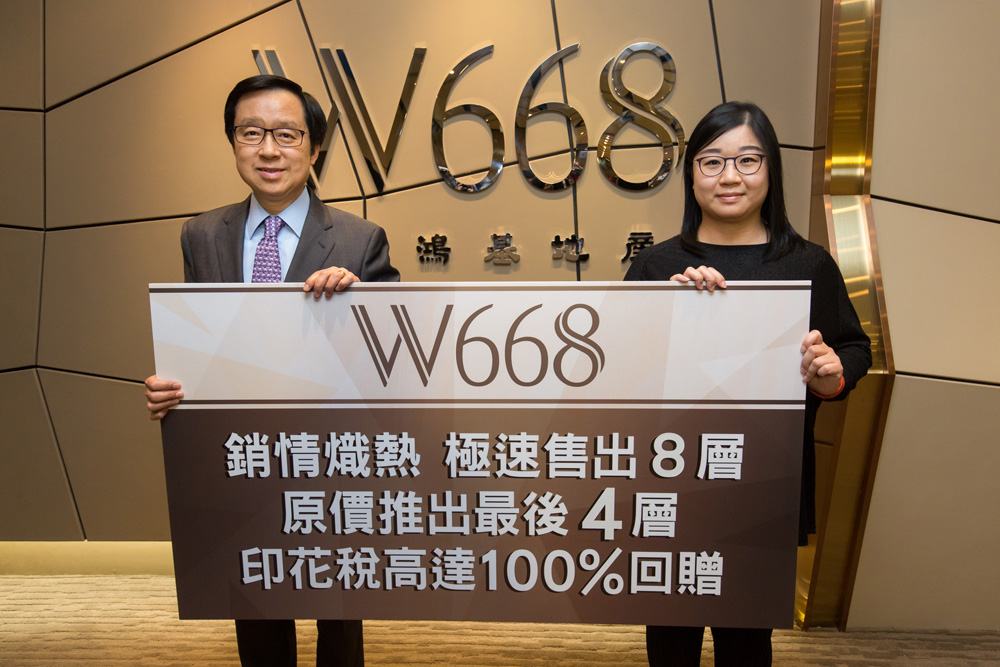 W668
鴻基地產
W668
銷情熾熱 極速售出8層
原價推出最後4層
印花稅高達100%回贈